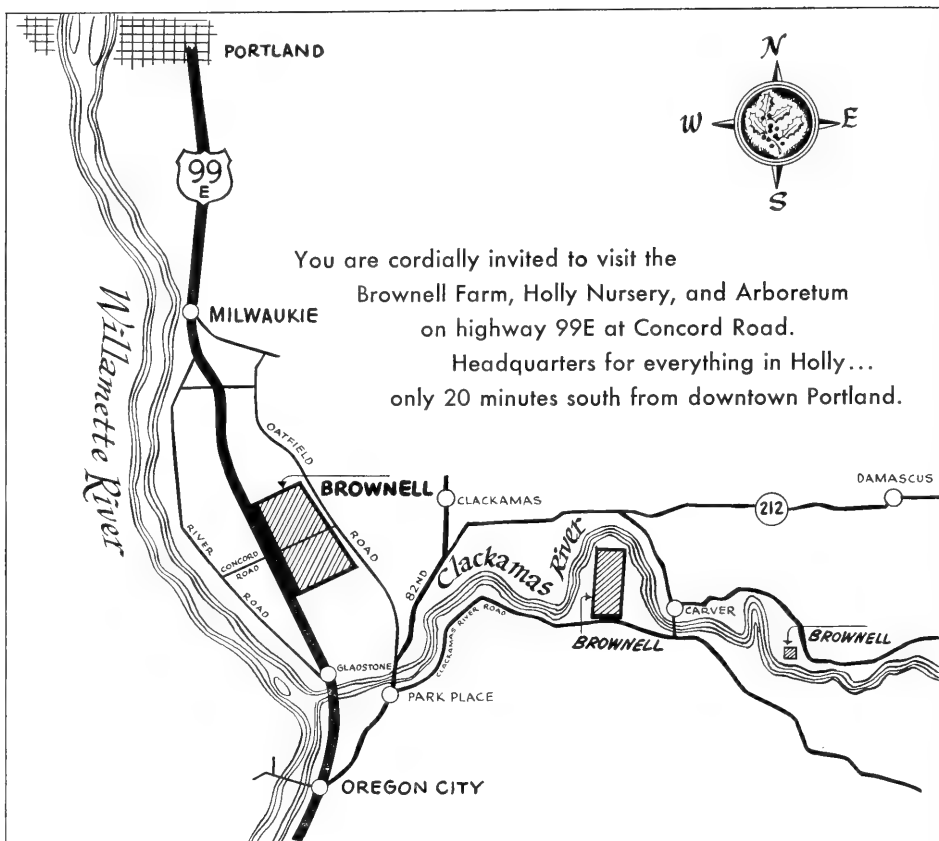 PORTLAND
N
W
E
S
99
E
You are cordially invited to visit the
Brownell Farm, Holly Nursery, and Arboretum
on highway 99E at Concord Road.
Headquarters for everything in Holly...
only 20 minutes south from downtown Portland.
MILWAUKIE
Willamette River
OATFIELD
ROAD
BROWNELL
CLACKAMAS
DAMASCUS
212
RIVER
ROAD
CONCORD
ROAD
82ND
Clackamas River
CLACKAMAS RIVER ROAD
BROWNELL
CARVER
BROWNELL
GLADSTONE
PARK PLACE
OREGON CITY